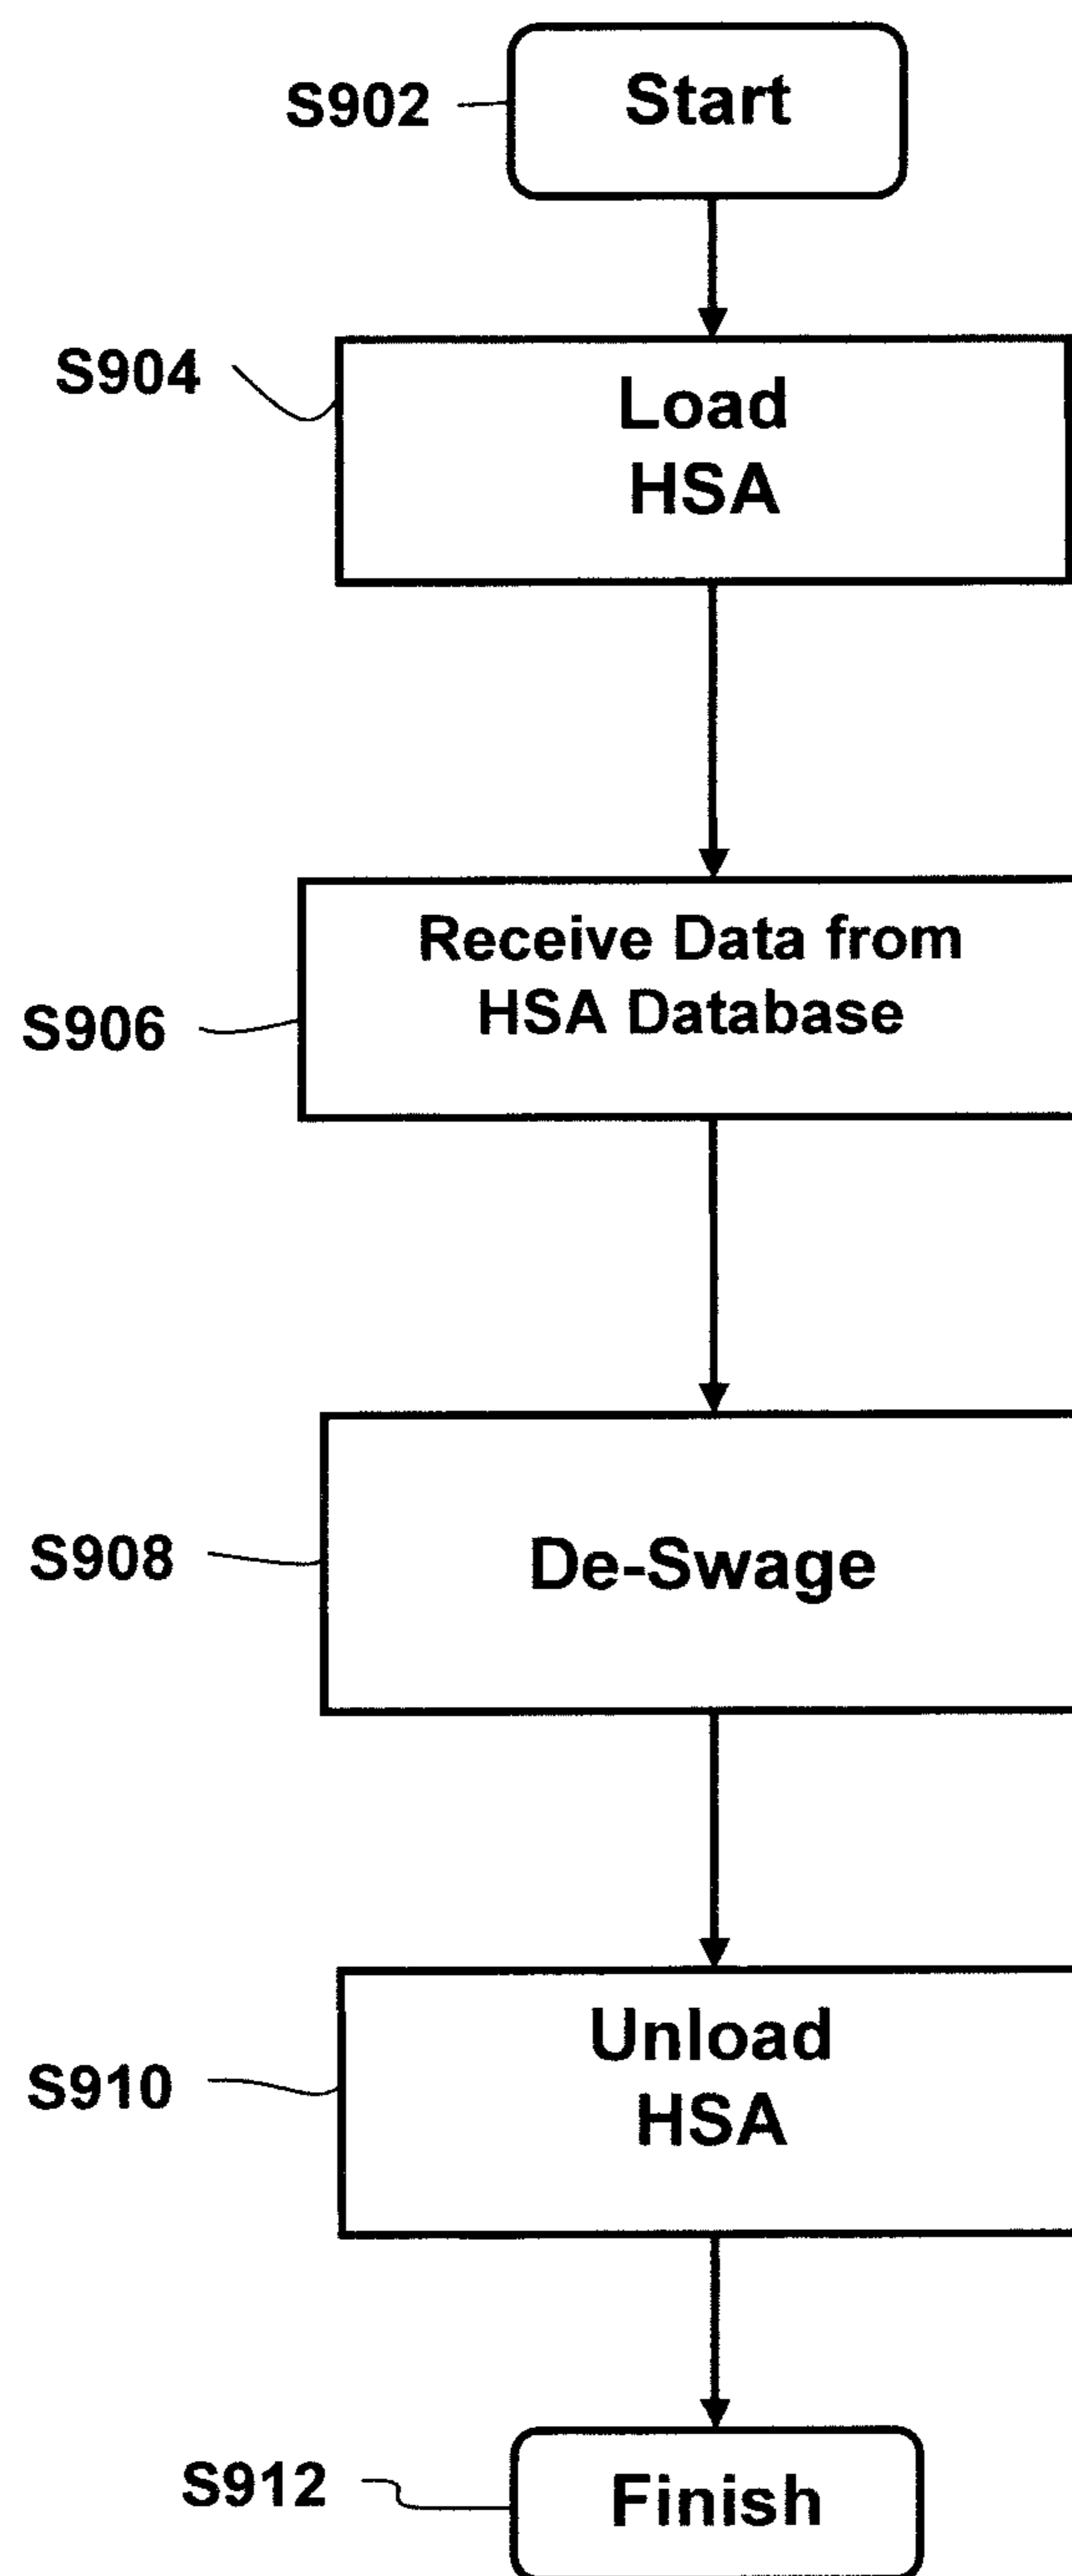 S902
Start
S904
Load
HSA
Receive Data from
HSA Database
S906
S908
De-Swage
Unload
HSA
S910
S912
Finish